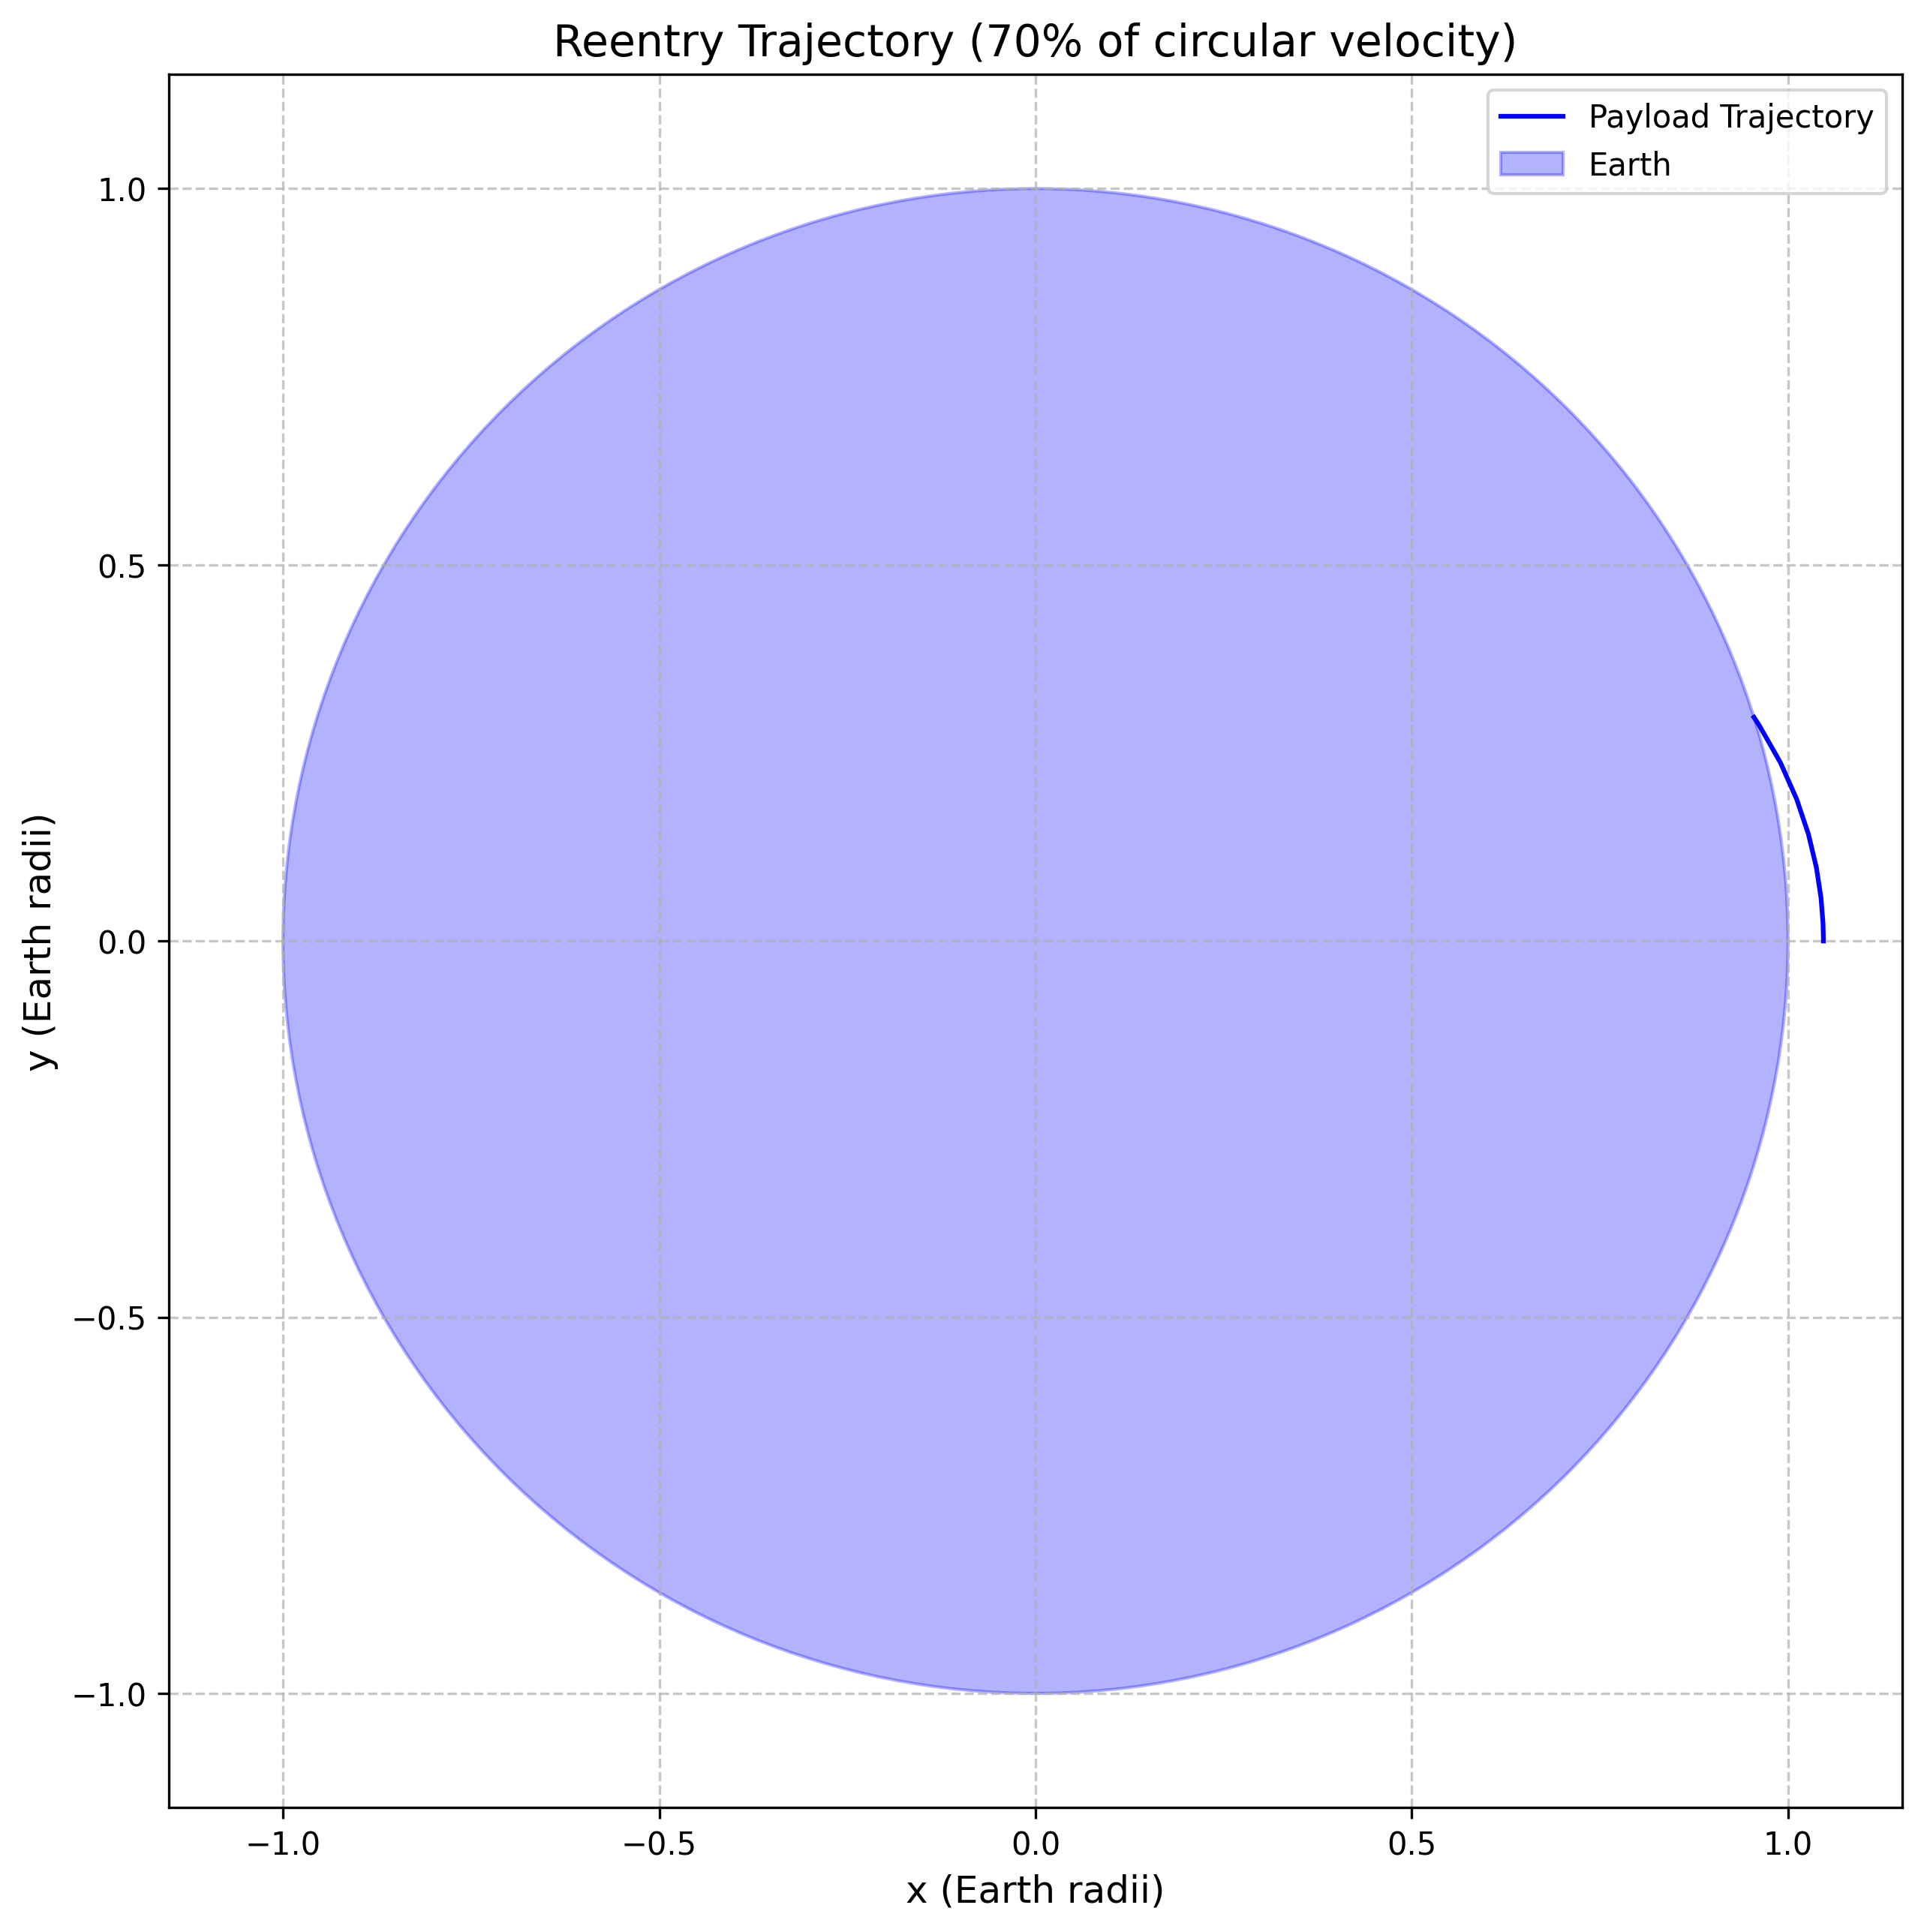 Reentry Trajectory (70% of circular velocity)
Payload Trajectory
Earth
1.0
0.5
0.0
−0.5
−1.0
y (Earth radii)
−1.0 −0.5 0.0 0.5 1.0
x (Earth radii)